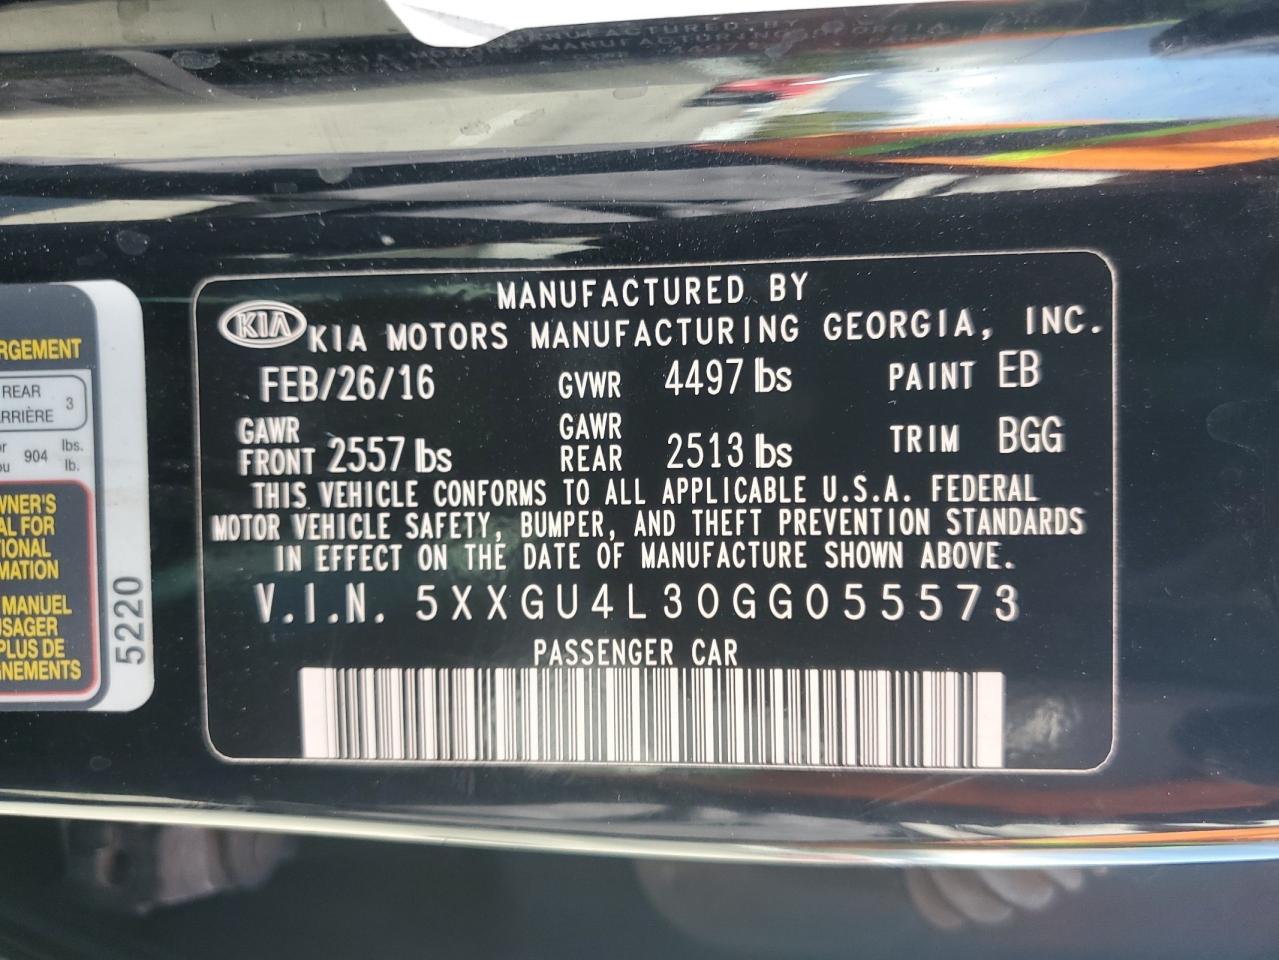 MANUFACTURED BY
KIA KIA MOTORS MANUFACTURING GEORGIA, INC.
FEB/26/16 GVWR 4497 lbs PAINT EB
GAWR FRONT 2557 lbs GAWR REAR 2513 lbs TRIM BGG
THIS VEHICLE CONFORMS TO ALL APPLICABLE U.S.A. FEDERAL
MOTOR VEHICLE SAFETY, BUMPER, AND THEFT PREVENTION STANDARDS
IN EFFECT ON THE DATE OF MANUFACTURE SHOWN ABOVE.
V.I.N. 5XXGU4L30GG055573
PASSENGER CAR
RGEMENT
REAR
RRIÈRE 3
904 lbs.
lb.
WNER'S
AL FOR
TIONAL
MATION
MANUEL
SAGER
PLUS DE
GNEMENTS
5220